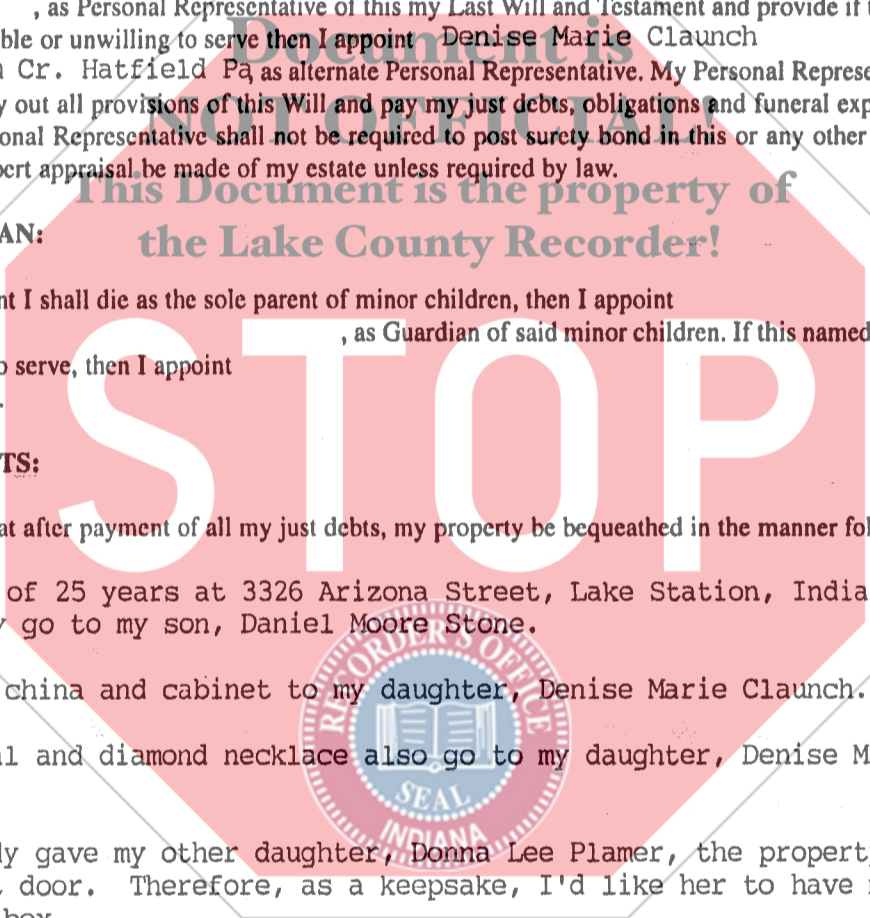 , as Personal Representative of this my Last Will and Testament and provide if
ble or unwilling to serve then I appoint Denise Marie Claunch
Cr. Hatfield Pa, as alternate Personal Representative. My Personal Represe
y out all provisions of this Will and pay my just debts, obligations and funeral exp
onal Representative shall not be required to post surety bond in this or any other
pert appraisal be made of my estate unless required by law.
Document is
NOT OFFICIAL!
This Document is the property of
the Lake County Recorder!
AN:
nt I shall die as the sole parent of minor children, then I appoint
, as Guardian of said minor children. If this named
o serve, then I appoint
.
STOP
TS:
at after payment of all my just debts, my property be bequeathed in the manner fol
of 25 years at 3326 Arizona Street, Lake Station, India
y go to my son, Daniel Moore Stone.
china and cabinet to my daughter, Denise Marie Claunch.
al and diamond necklace also go to my daughter, Denise M
RECORDER'S OFFICE
SEAL
INDIANA
ly gave my other daughter, Donna Lee Plamer, the property
door. Therefore, as a keepsake, I'd like her to have
box